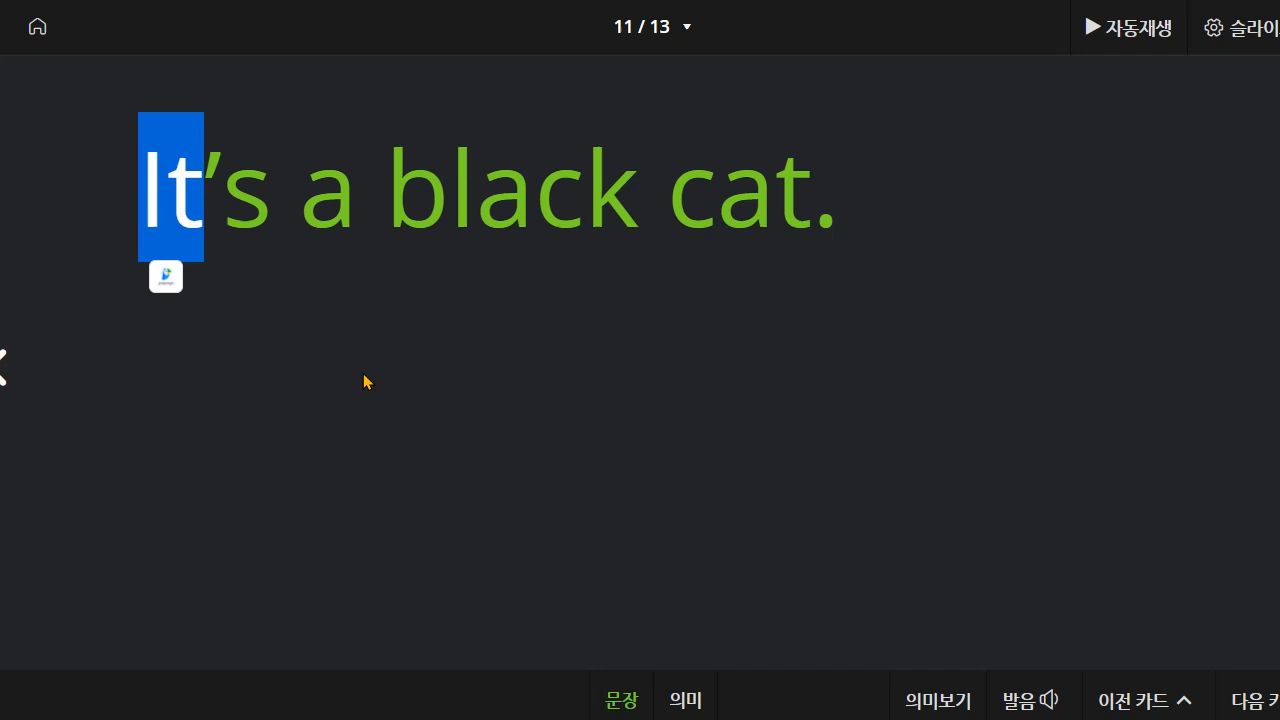 11 / 13
자동재생
슬라이
It’s a black cat.
문장
의미
의미보기
발음
이전 카드
다음